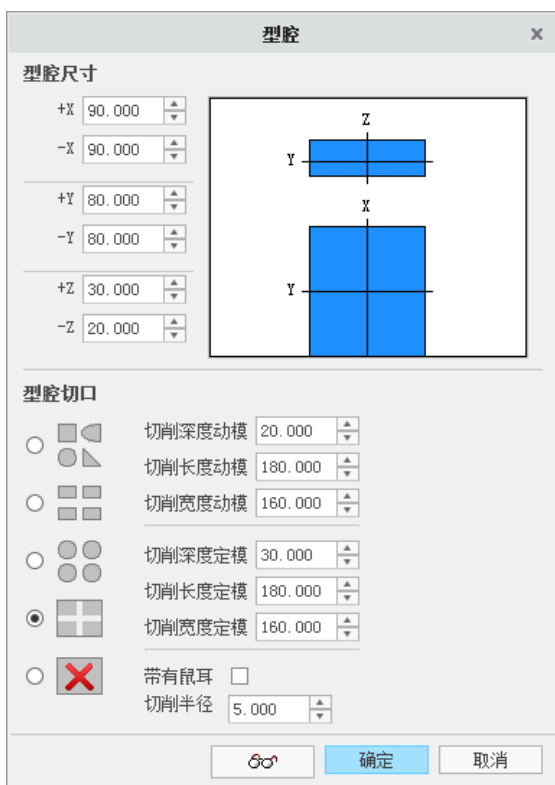 型腔
型腔尺寸
+X 90.000
-X 90.000
+Y 80.000
-Y 80.000
+Z 30.000
-Z 20.000
Z
Y
X
Y
型腔切口
切削深度动模 20.000
切削长度动模 180.000
切削宽度动模 160.000
切削深度定模 30.000
切削长度定模 180.000
切削宽度定模 160.000
带有鼠耳
切削半径 5.000
确定 取消